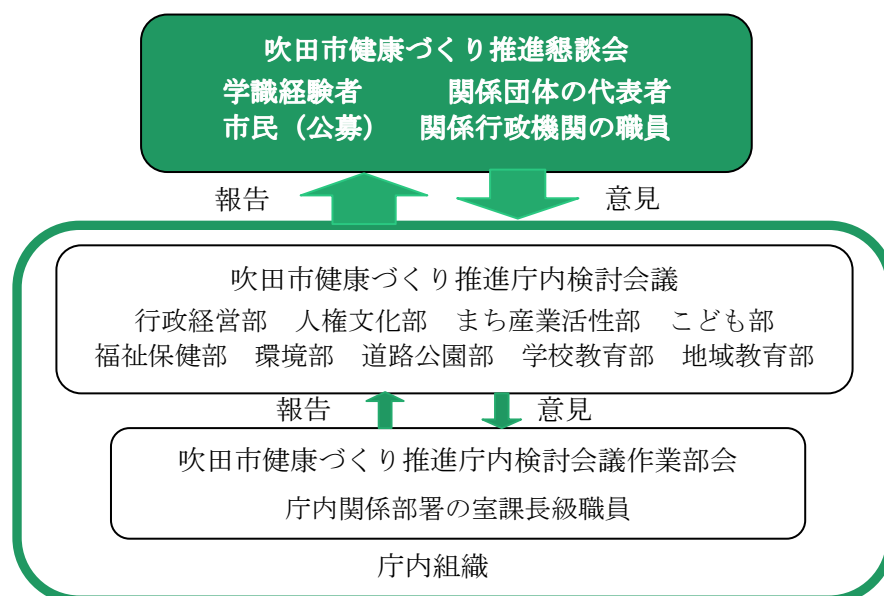 吹田市健康づくり推進懇談会
学識経験者　関係団体の代表者
市民（公募）　関係行政機関の職員
報告　意見
吹田市健康づくり推進庁内検討会議
行政経営部　人権文化部　まち産業活性部　こども部
福祉保健部　環境部　道路公園部　学校教育部　地域教育部
報告　意見
吹田市健康づくり推進庁内検討会議作業部会
庁内関係部署の室課長級職員
庁内組織